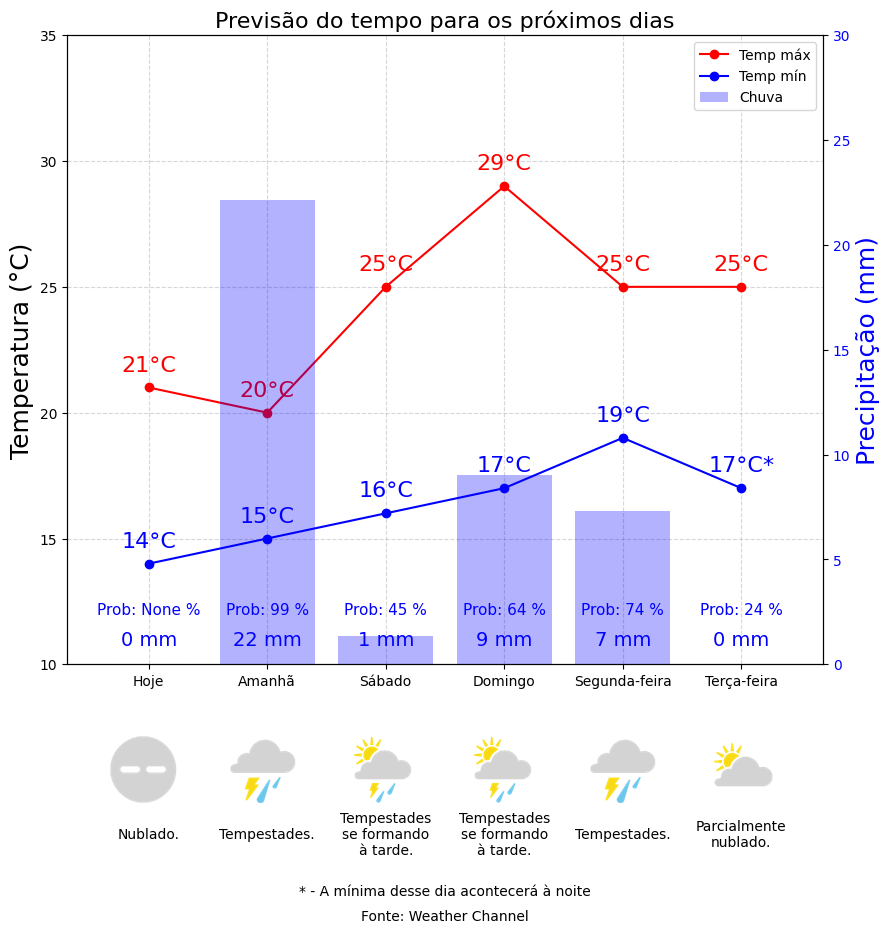 Previsão do tempo para os próximos dias
Temperatura (°C)
35
30
25
20
15
10
Precipitação (mm)
30
25
20
15
10
5
0
Temp máx
Temp mín
Chuva
21°C
20°C
25°C
29°C
25°C
25°C
14°C
15°C
16°C
17°C
19°C
17°C*
Prob: None %
Prob: 99 %
Prob: 45 %
Prob: 64 %
Prob: 74 %
Prob: 24 %
0 mm
22 mm
1 mm
9 mm
7 mm
0 mm
Hoje
Amanhã
Sábado
Domingo
Segunda-feira
Terça-feira
Nublado.
Tempestades.
Tempestades
se formando
à tarde.
Tempestades
se formando
à tarde.
Tempestades.
Parcialmente
nublado.
* - A mínima desse dia acontecerá à noite
Fonte: Weather Channel